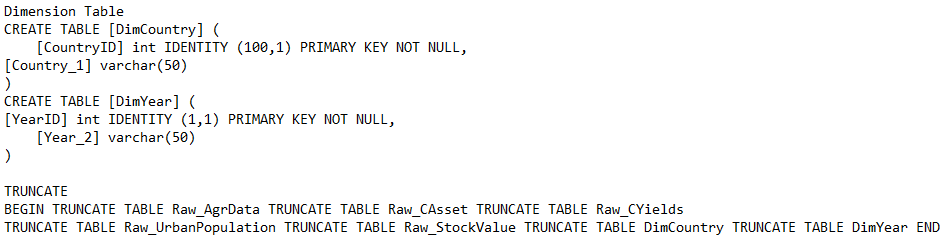 Dimension Table
CREATE TABLE [DimCountry] (
    [CountryID] int IDENTITY (100,1) PRIMARY KEY NOT NULL,
[Country_1] varchar(50)
)
CREATE TABLE [DimYear] (
[YearID] int IDENTITY (1,1) PRIMARY KEY NOT NULL,
    [Year_2] varchar(50)
)

TRUNCATE
BEGIN TRUNCATE TABLE Raw_AgrData TRUNCATE TABLE Raw_CAsset TRUNCATE TABLE Raw_CYields
TRUNCATE TABLE Raw_UrbanPopulation TRUNCATE TABLE Raw_StockValue TRUNCATE TABLE DimCountry TRUNCATE TABLE DimYear END